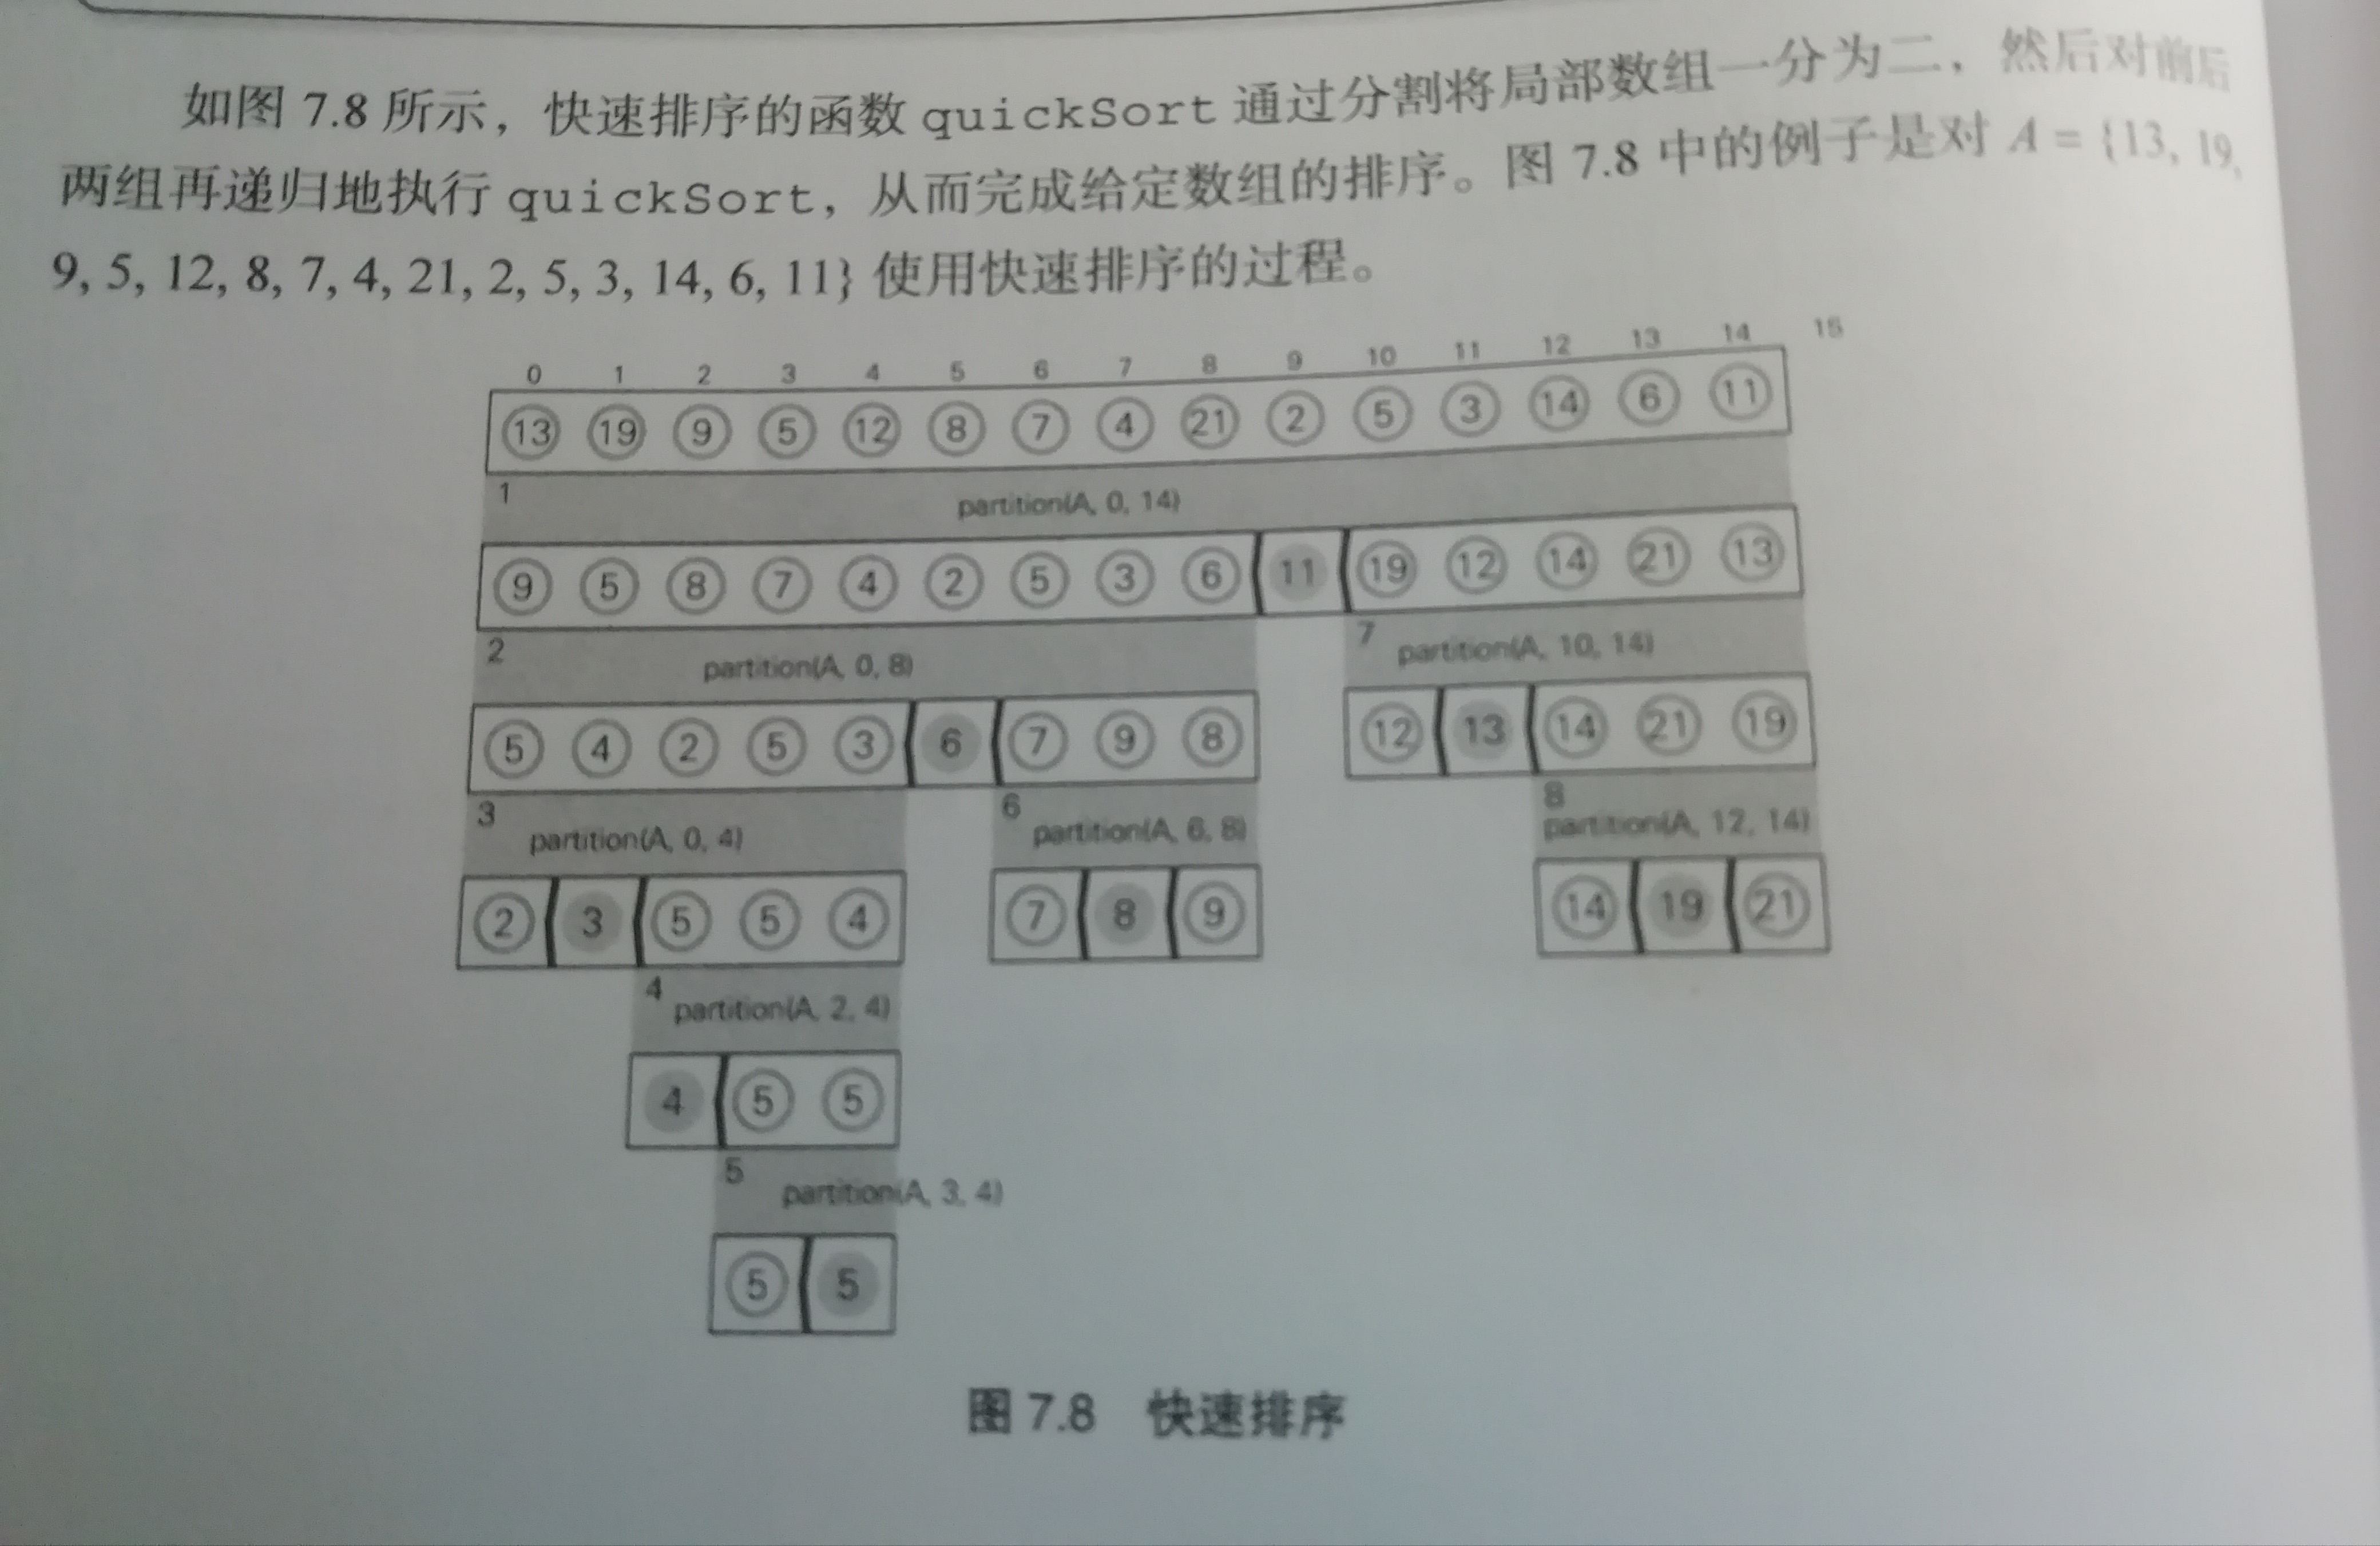 如图 7.8 所示，快速排序的函数 quickSort 通过分割将局部数组一分为二，然后对前后
两组再递归地执行 quickSort，从而完成给定数组的排序。图 7.8 中的例子是对 A = {13, 19,
9, 5, 12, 8, 7, 4, 21, 2, 5, 3, 14, 6, 11} 使用快速排序的过程。
0 1 2 3 4 5 6 7 8 9 10 11 12 13 14 15
13 19 9 5 12 8 7 4 21 2 5 3 14 6 11
1 partition(A, 0, 14)
9 5 8 7 4 2 5 3 6 11 19 12 14 21 13
2 partition(A, 0, 8) 7 partition(A, 10, 14)
5 4 2 5 3 6 7 9 8 12 13 14 21 19
3 partition(A, 0, 4) 6 partition(A, 6, 8) 8 partition(A, 12, 14)
2 3 5 5 4 7 8 9 14 19 21
4 partition(A, 2, 4)
4 5 5
5 partition(A, 3, 4)
5 5
图 7.8 快速排序